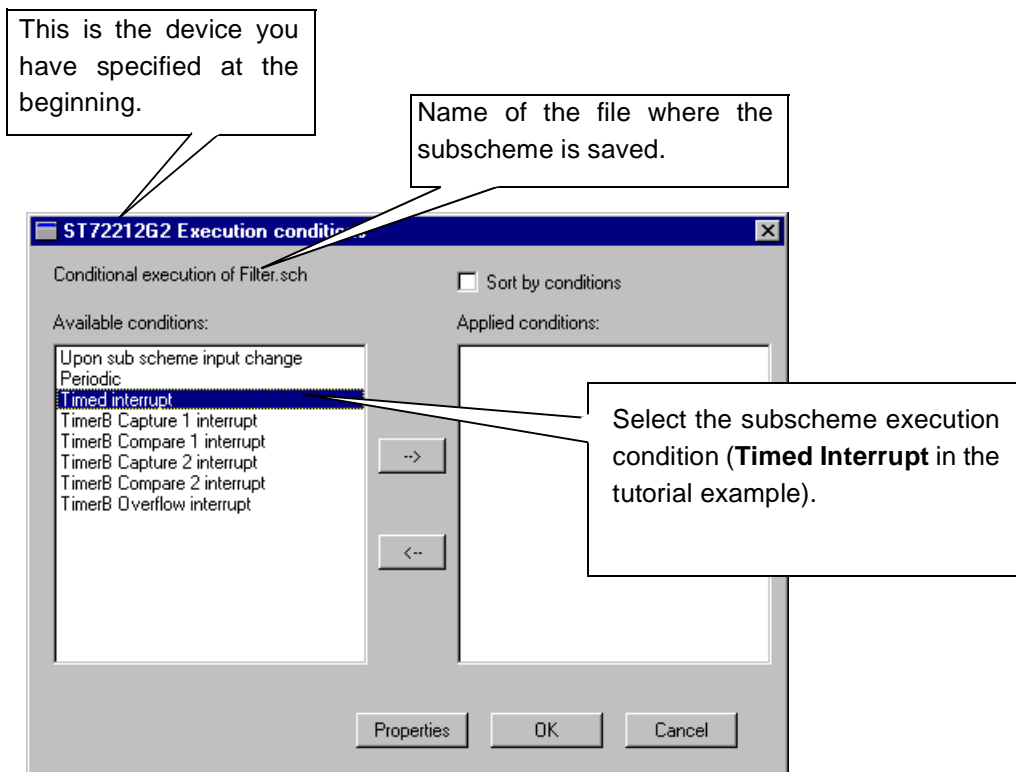 This is the device you
have specified at the
beginning.
Name of the file where the
subscheme is saved.
ST72212G2 Execution conditions
Conditional execution of Filter.sch
Sort by conditions
Available conditions:
Applied conditions:
Upon sub scheme input change
Periodic
Timed interrupt
TimerB Capture 1 interrupt
TimerB Compare 1 interrupt
TimerB Capture 2 interrupt
TimerB Compare 2 interrupt
TimerB Overflow interrupt
-->
<--
Select the subscheme execution
condition (Timed Interrupt in the
tutorial example).
Properties
OK
Cancel